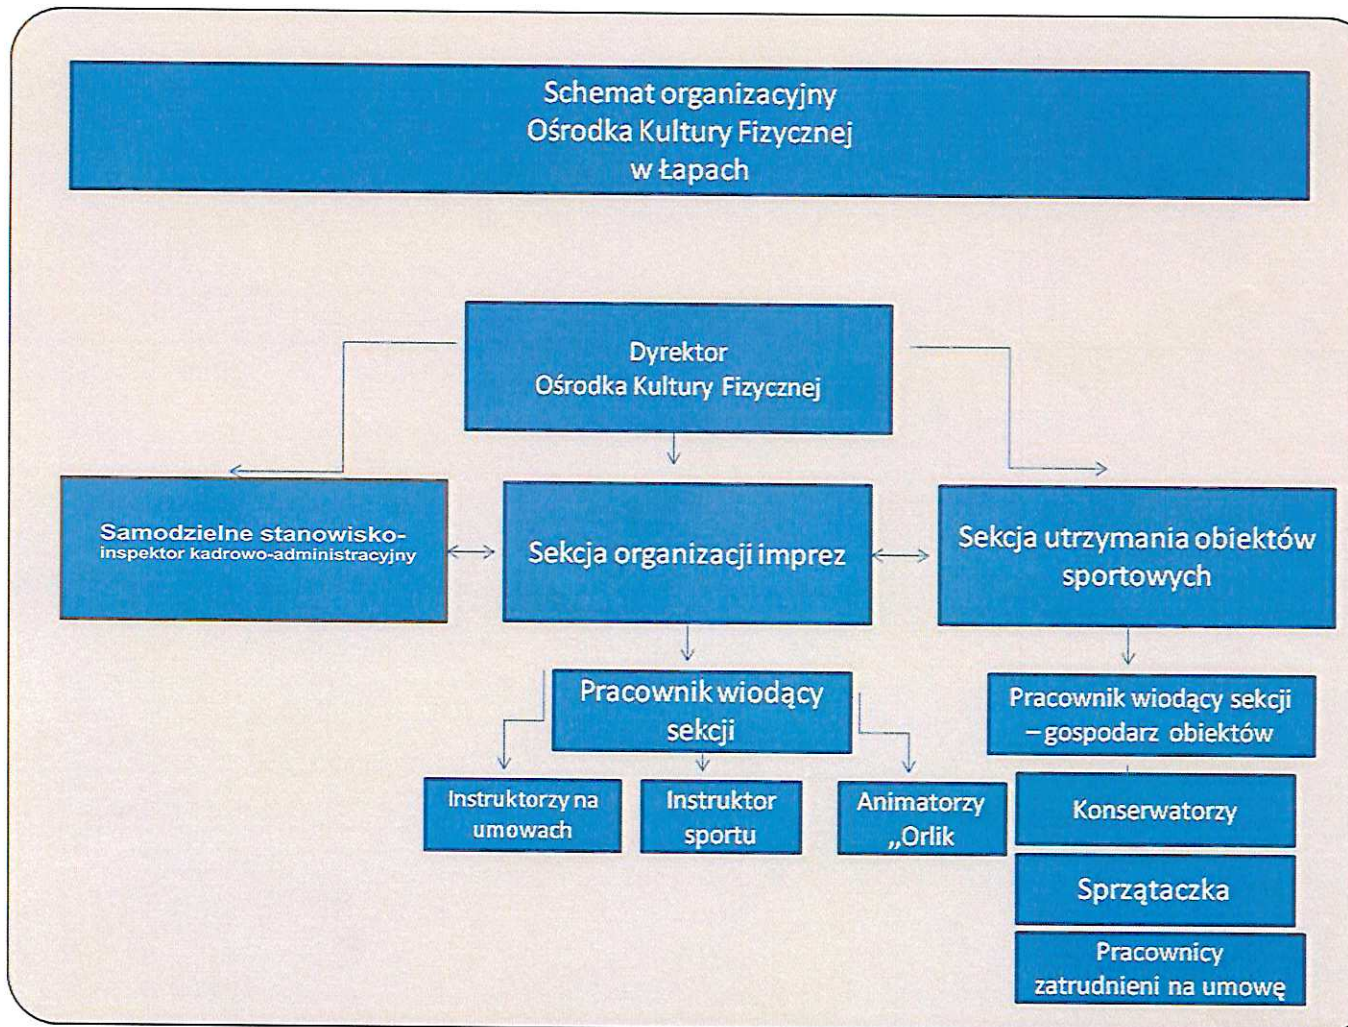 Schemat organizacyjny
Ośrodka Kultury Fizycznej
w Łapach
Dyrektor
Ośrodka Kultury Fizycznej
Samodzielne stanowisko-
inspektor kadrowo-administracyjny
Sekcja organizacji imprez
Sekcja utrzymania obiektów
sportowych
Pracownik wiodący
sekcji
Pracownik wiodący sekcji
– gospodarz obiektów
Instruktorzy na
umowach
Instruktor
sportu
Animatorzy
„Orlik
Konserwatorzy
Sprzątaczka
Pracownicy
zatrudnieni na umowę